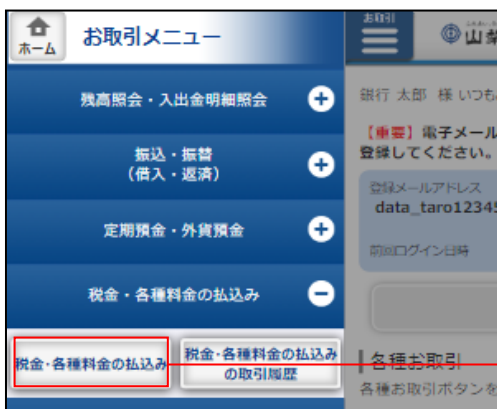 ホーム
お取引メニュー
お取引
残高照会・入出金明細照会
振込・振替
(借入・返済)
定期預金・外貨預金
税金・各種料金の払込み
税金・各種料金の払込み
税金・各種料金の払込み
の取引履歴
山梨
銀行 太郎 様 いつも
【重要】電子メール
登録してください。
登録メールアドレス
data_taro12345
前回ログイン日時
各種お取引
各種お取引ボタンを